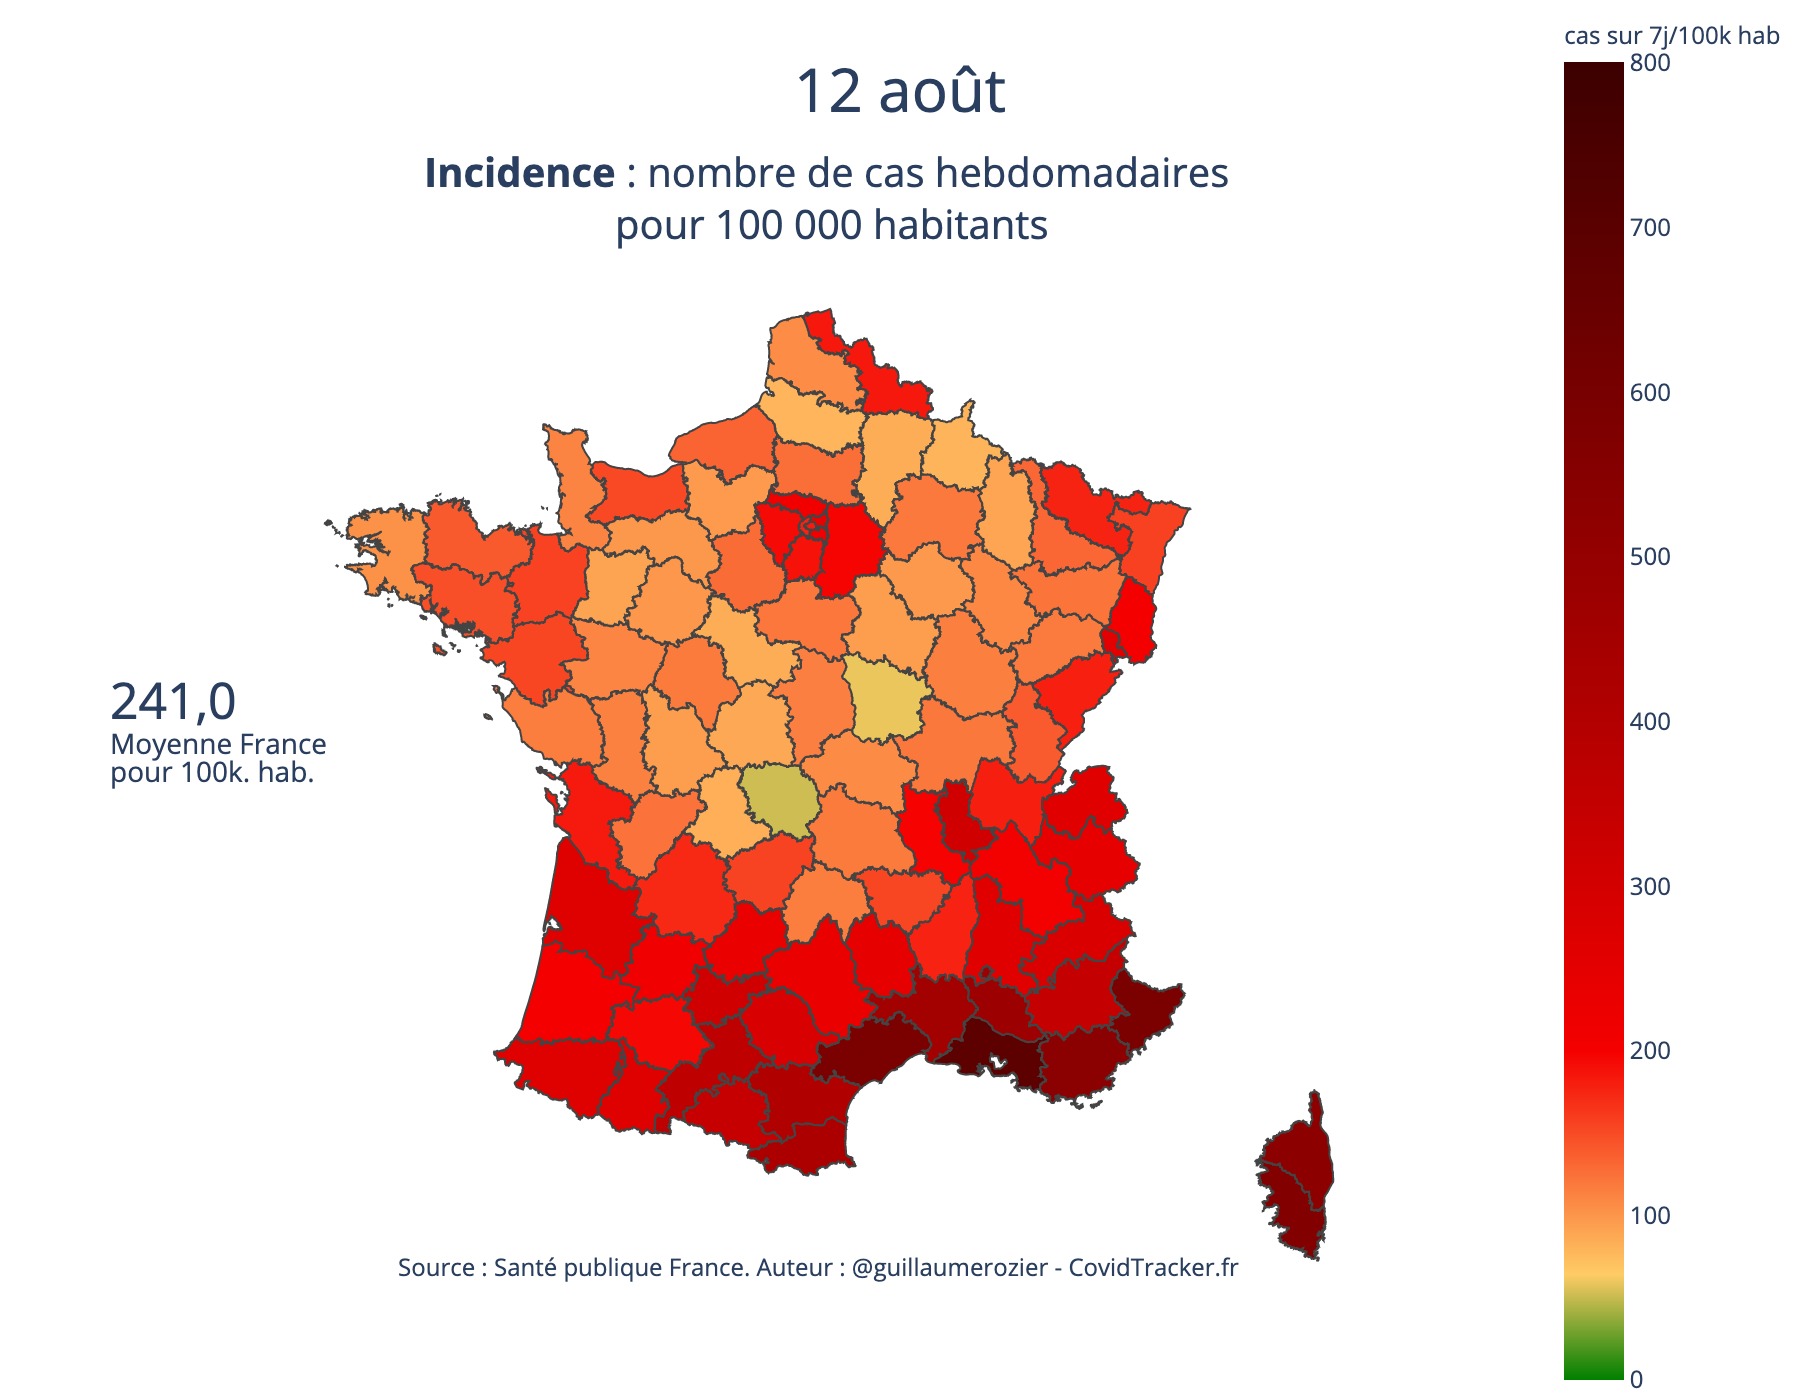 cas sur 7j/100k hab
12 août
Incidence : nombre de cas hebdomadaires
pour 100 000 habitants
800
700
600
500
400
300
200
100
0
241,0
Moyenne France
pour 100k. hab.
Source : Santé publique France. Auteur : @guillaumerozier - CovidTracker.fr